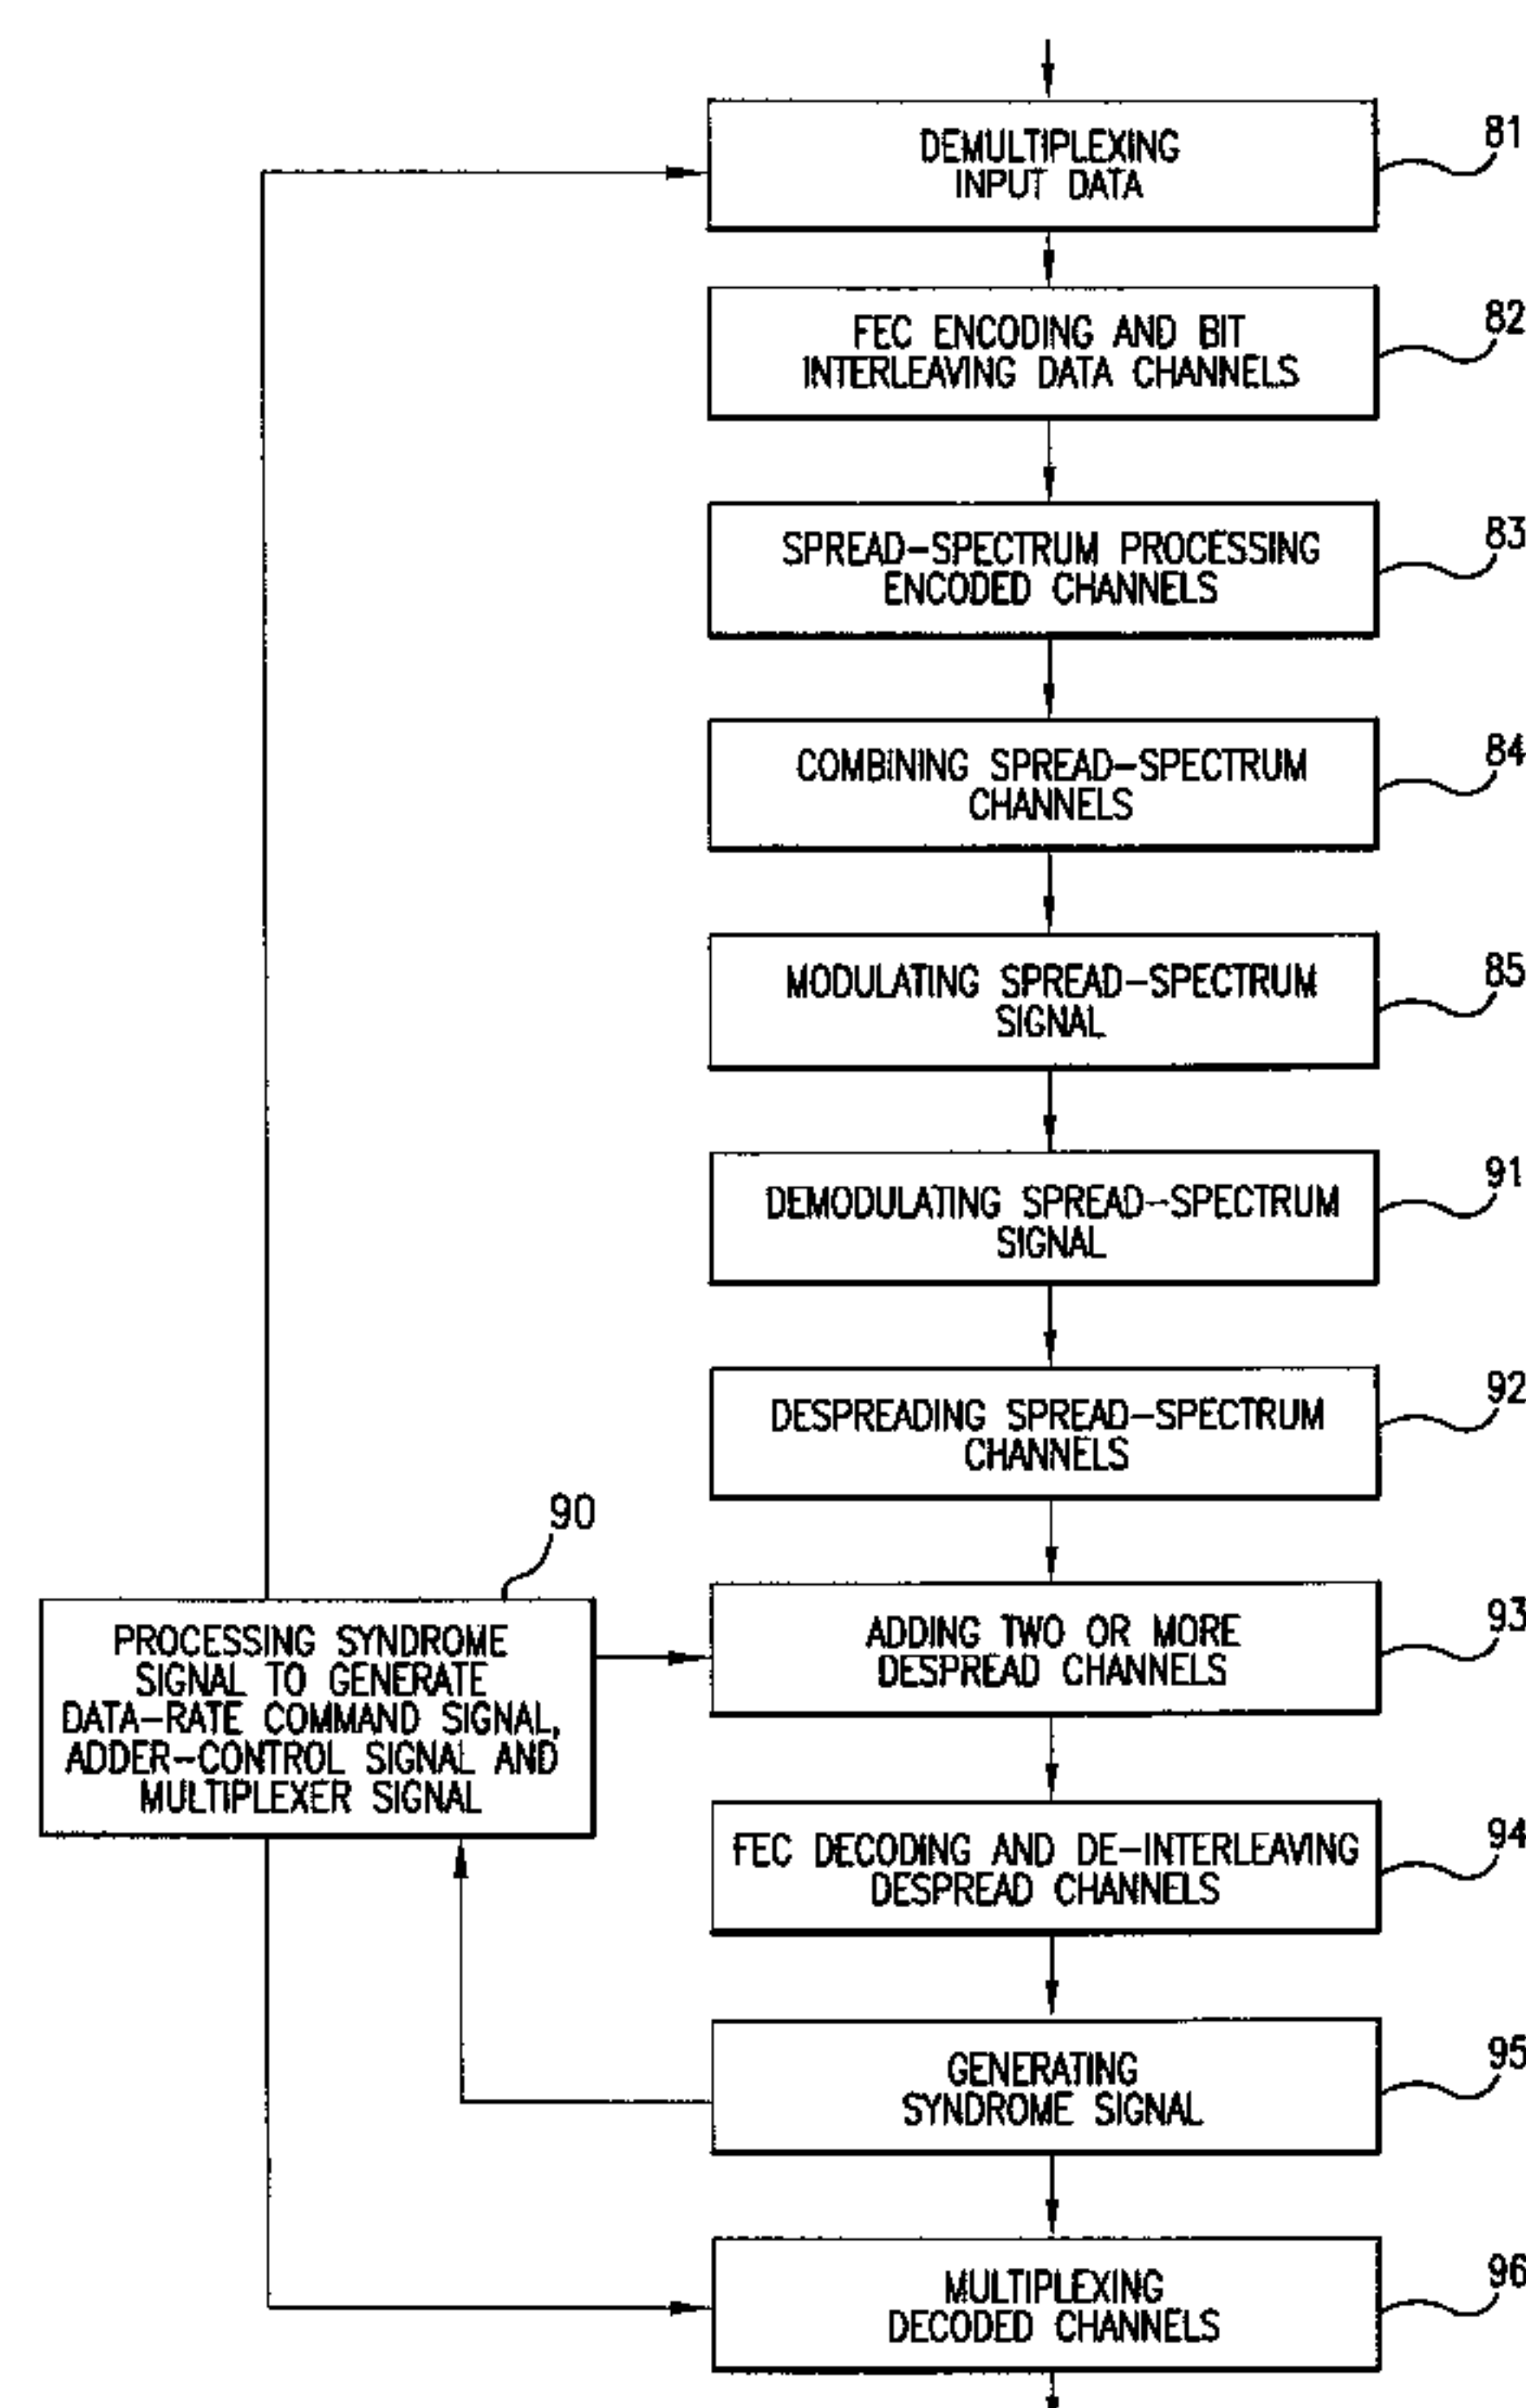 DEMULTIPLEXING
INPUT DATA
81
FEC ENCODING AND BIT
INTERLEAVING DATA CHANNELS
82
SPREAD-SPECTRUM PROCESSING
ENCODED CHANNELS
83
COMBINING SPREAD-SPECTRUM
CHANNELS
84
MODULATING SPREAD-SPECTRUM
SIGNAL
85
DEMODULATING SPREAD-SPECTRUM
SIGNAL
91
DESPREADING SPREAD-SPECTRUM
CHANNELS
92
90
PROCESSING SYNDROME
SIGNAL TO GENERATE
DATA-RATE COMMAND SIGNAL,
ADDER-CONTROL SIGNAL AND
MULTIPLEXER SIGNAL
ADDING TWO OR MORE
DESPREAD CHANNELS
93
FEC DECODING AND DE-INTERLEAVING
DESPREAD CHANNELS
94
GENERATING
SYNDROME SIGNAL
95
MULTIPLEXING
DECODED CHANNELS
96